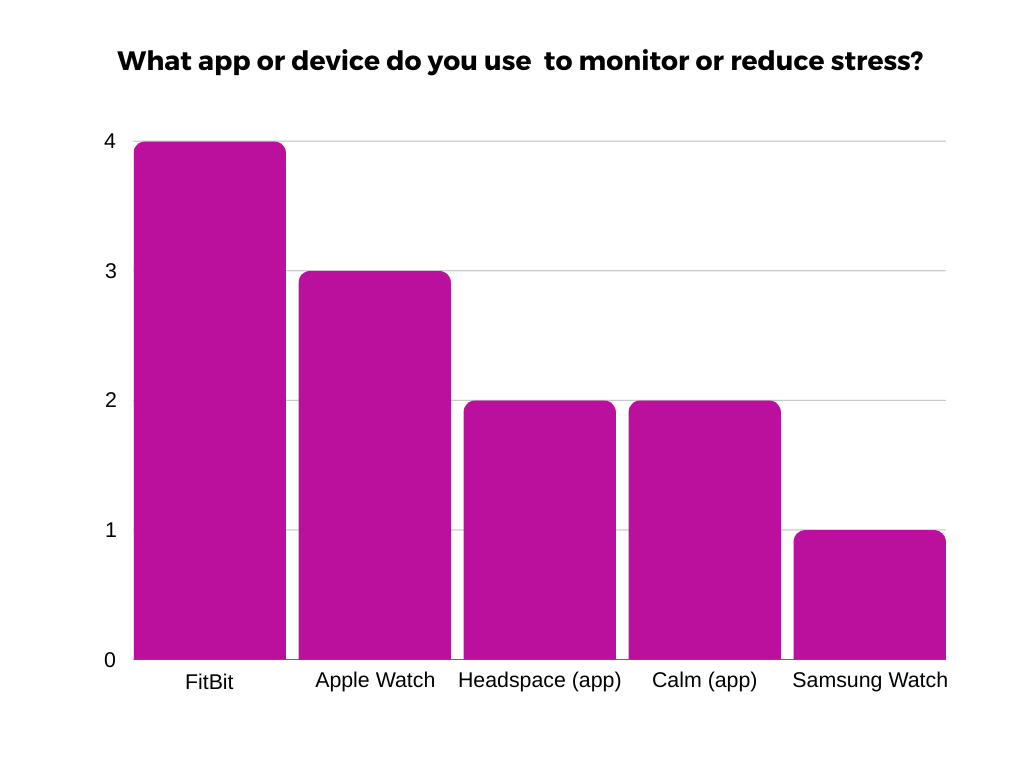 What app or device do you use  to monitor or reduce stress?
4
3
2
1
0
FitBit
Apple Watch
Headspace (app)
Calm (app)
Samsung Watch